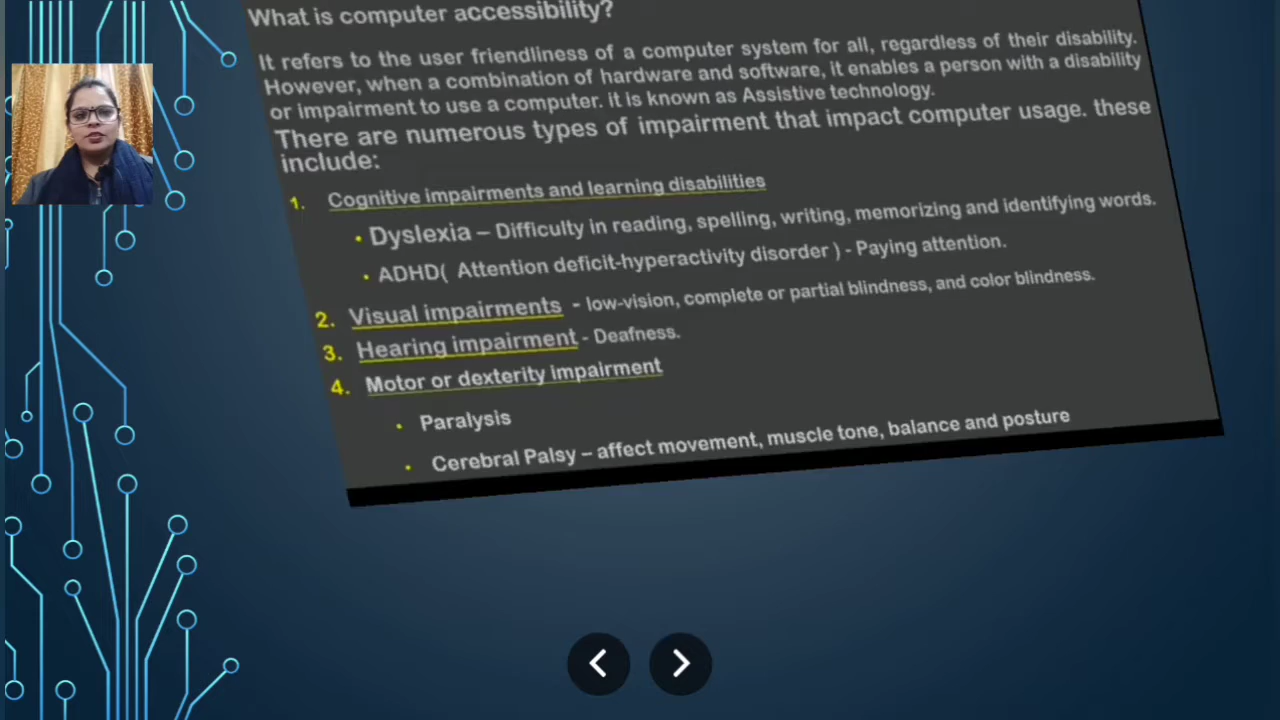 What is computer accessibility?
It refers to the user friendliness of a computer system for all, regardless of their disability.
However, when a combination of hardware and software, it enables a person with a disability
or impairment to use a computer. it is known as Assistive technology.
There are numerous types of impairment that impact computer usage. these
include:
1. Cognitive impairments and learning disabilities
• Dyslexia – Difficulty in reading, spelling, writing, memorizing and identifying words.
• ADHD( Attention deficit-hyperactivity disorder ) - Paying attention.
2. Visual impairments - low-vision, complete or partial blindness, and color blindness.
3. Hearing impairment - Deafness.
4. Motor or dexterity impairment
• Paralysis
• Cerebral Palsy – affect movement, muscle tone, balance and posture